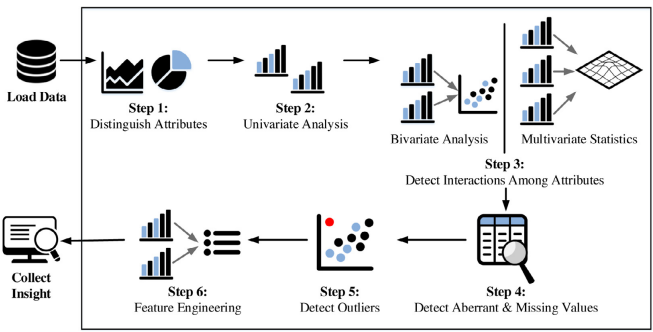 Load Data
Step 1:
Distinguish Attributes
Step 2:
Univariate Analysis
Bivariate Analysis
Multivariate Statistics
Step 3:
Detect Interactions Among Attributes
Step 4:
Detect Aberrant & Missing Values
Step 5:
Detect Outliers
Step 6:
Feature Engineering
Collect
Insight